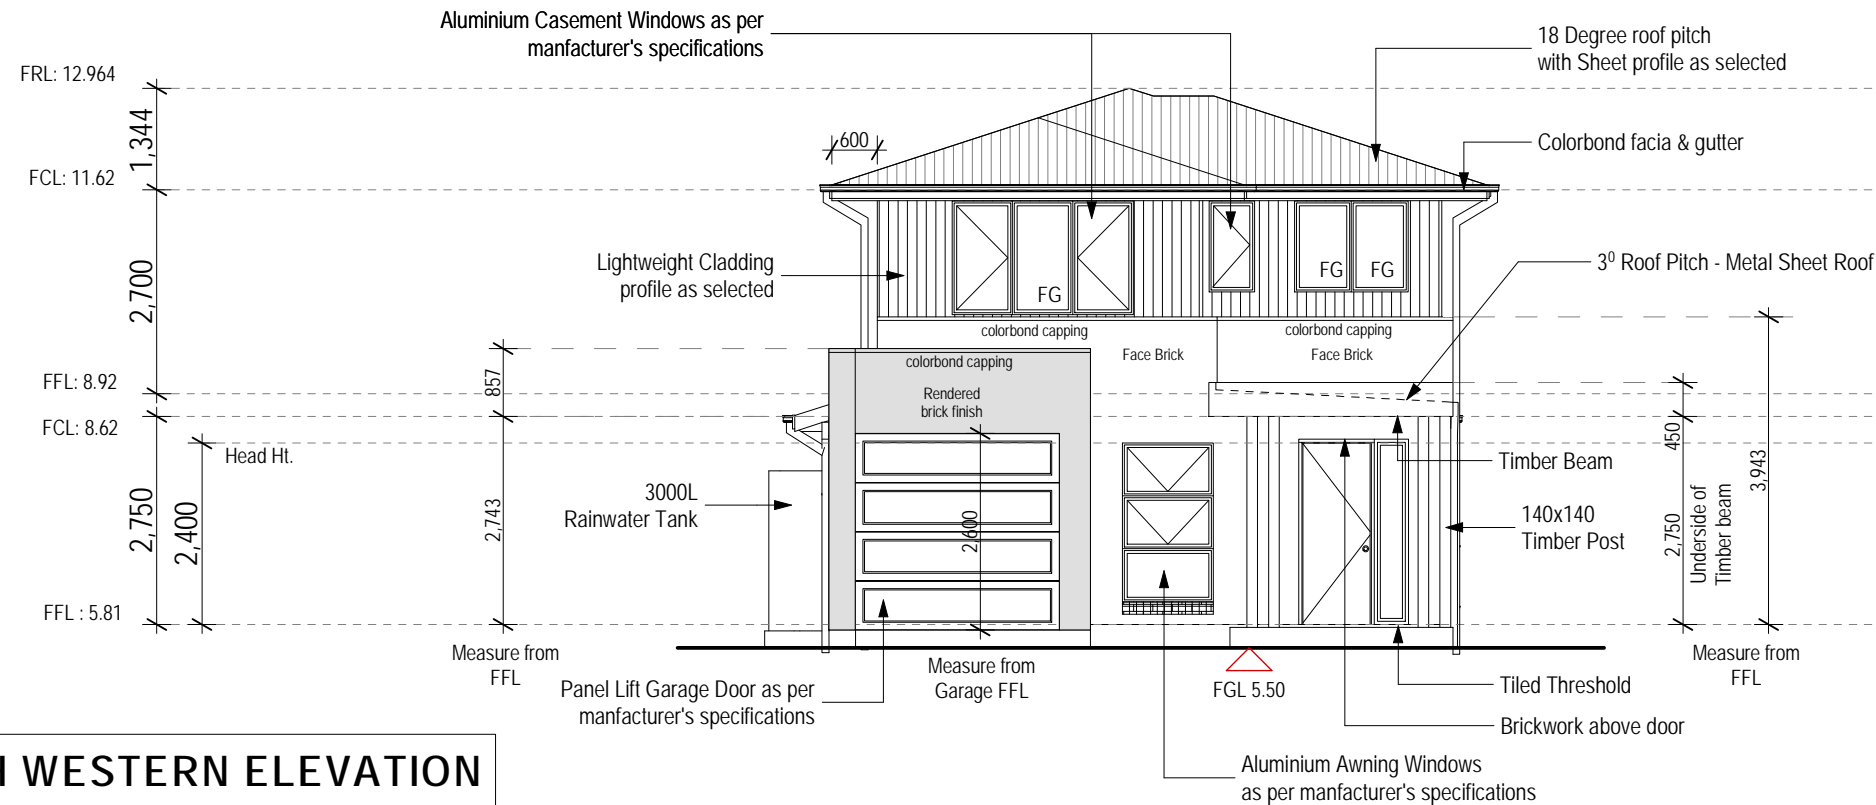 Aluminium Casement Windows as per
manfacturer's specifications
18 Degree roof pitch
with Sheet profile as selected
FRL: 12.964
1,344
600
Colorbond facia & gutter
FCL: 11.62
2,700
Lightweight Cladding
profile as selected
FG
FG
FG
3⁰ Roof Pitch - Metal Sheet Roof
colorbond capping
colorbond capping
Face Brick
Face Brick
colorbond capping
Rendered
brick finish
FFL: 8.92
857
FCL: 8.62
Head Ht.
450
3,943
Timber Beam
3000L
Rainwater Tank
2,750
2,400
2,743
2,600
140x140
Timber Post
2,750
Underside of
Timber beam
FFL : 5.81
Measure from
FFL
Measure from
Garage FFL
FGL 5.50
Measure from
FFL
Panel Lift Garage Door as per
manfacturer's specifications
Tiled Threshold
Brickwork above door
Aluminium Awning Windows
as per manfacturer's specifications
WESTERN ELEVATION